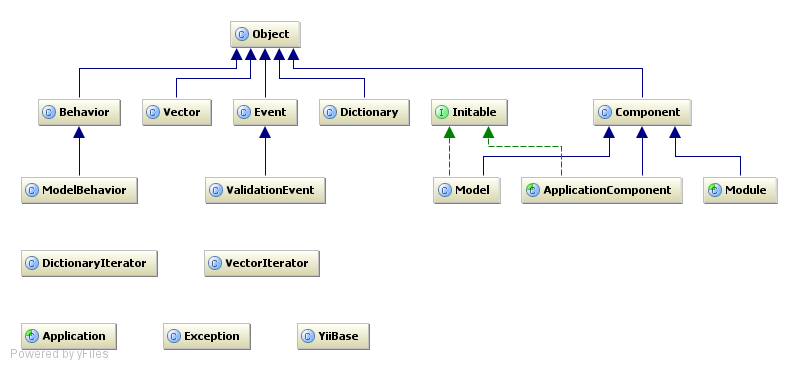 C Object
C Behavior
C Vector
C Event
C Dictionary
I Initable
C Component
C ModelBehavior
C ValidationEvent
C Model
C ApplicationComponent
C Module
C DictionaryIterator
C VectorIterator
C Application
C Exception
C YiiBase
Powered by yFiles